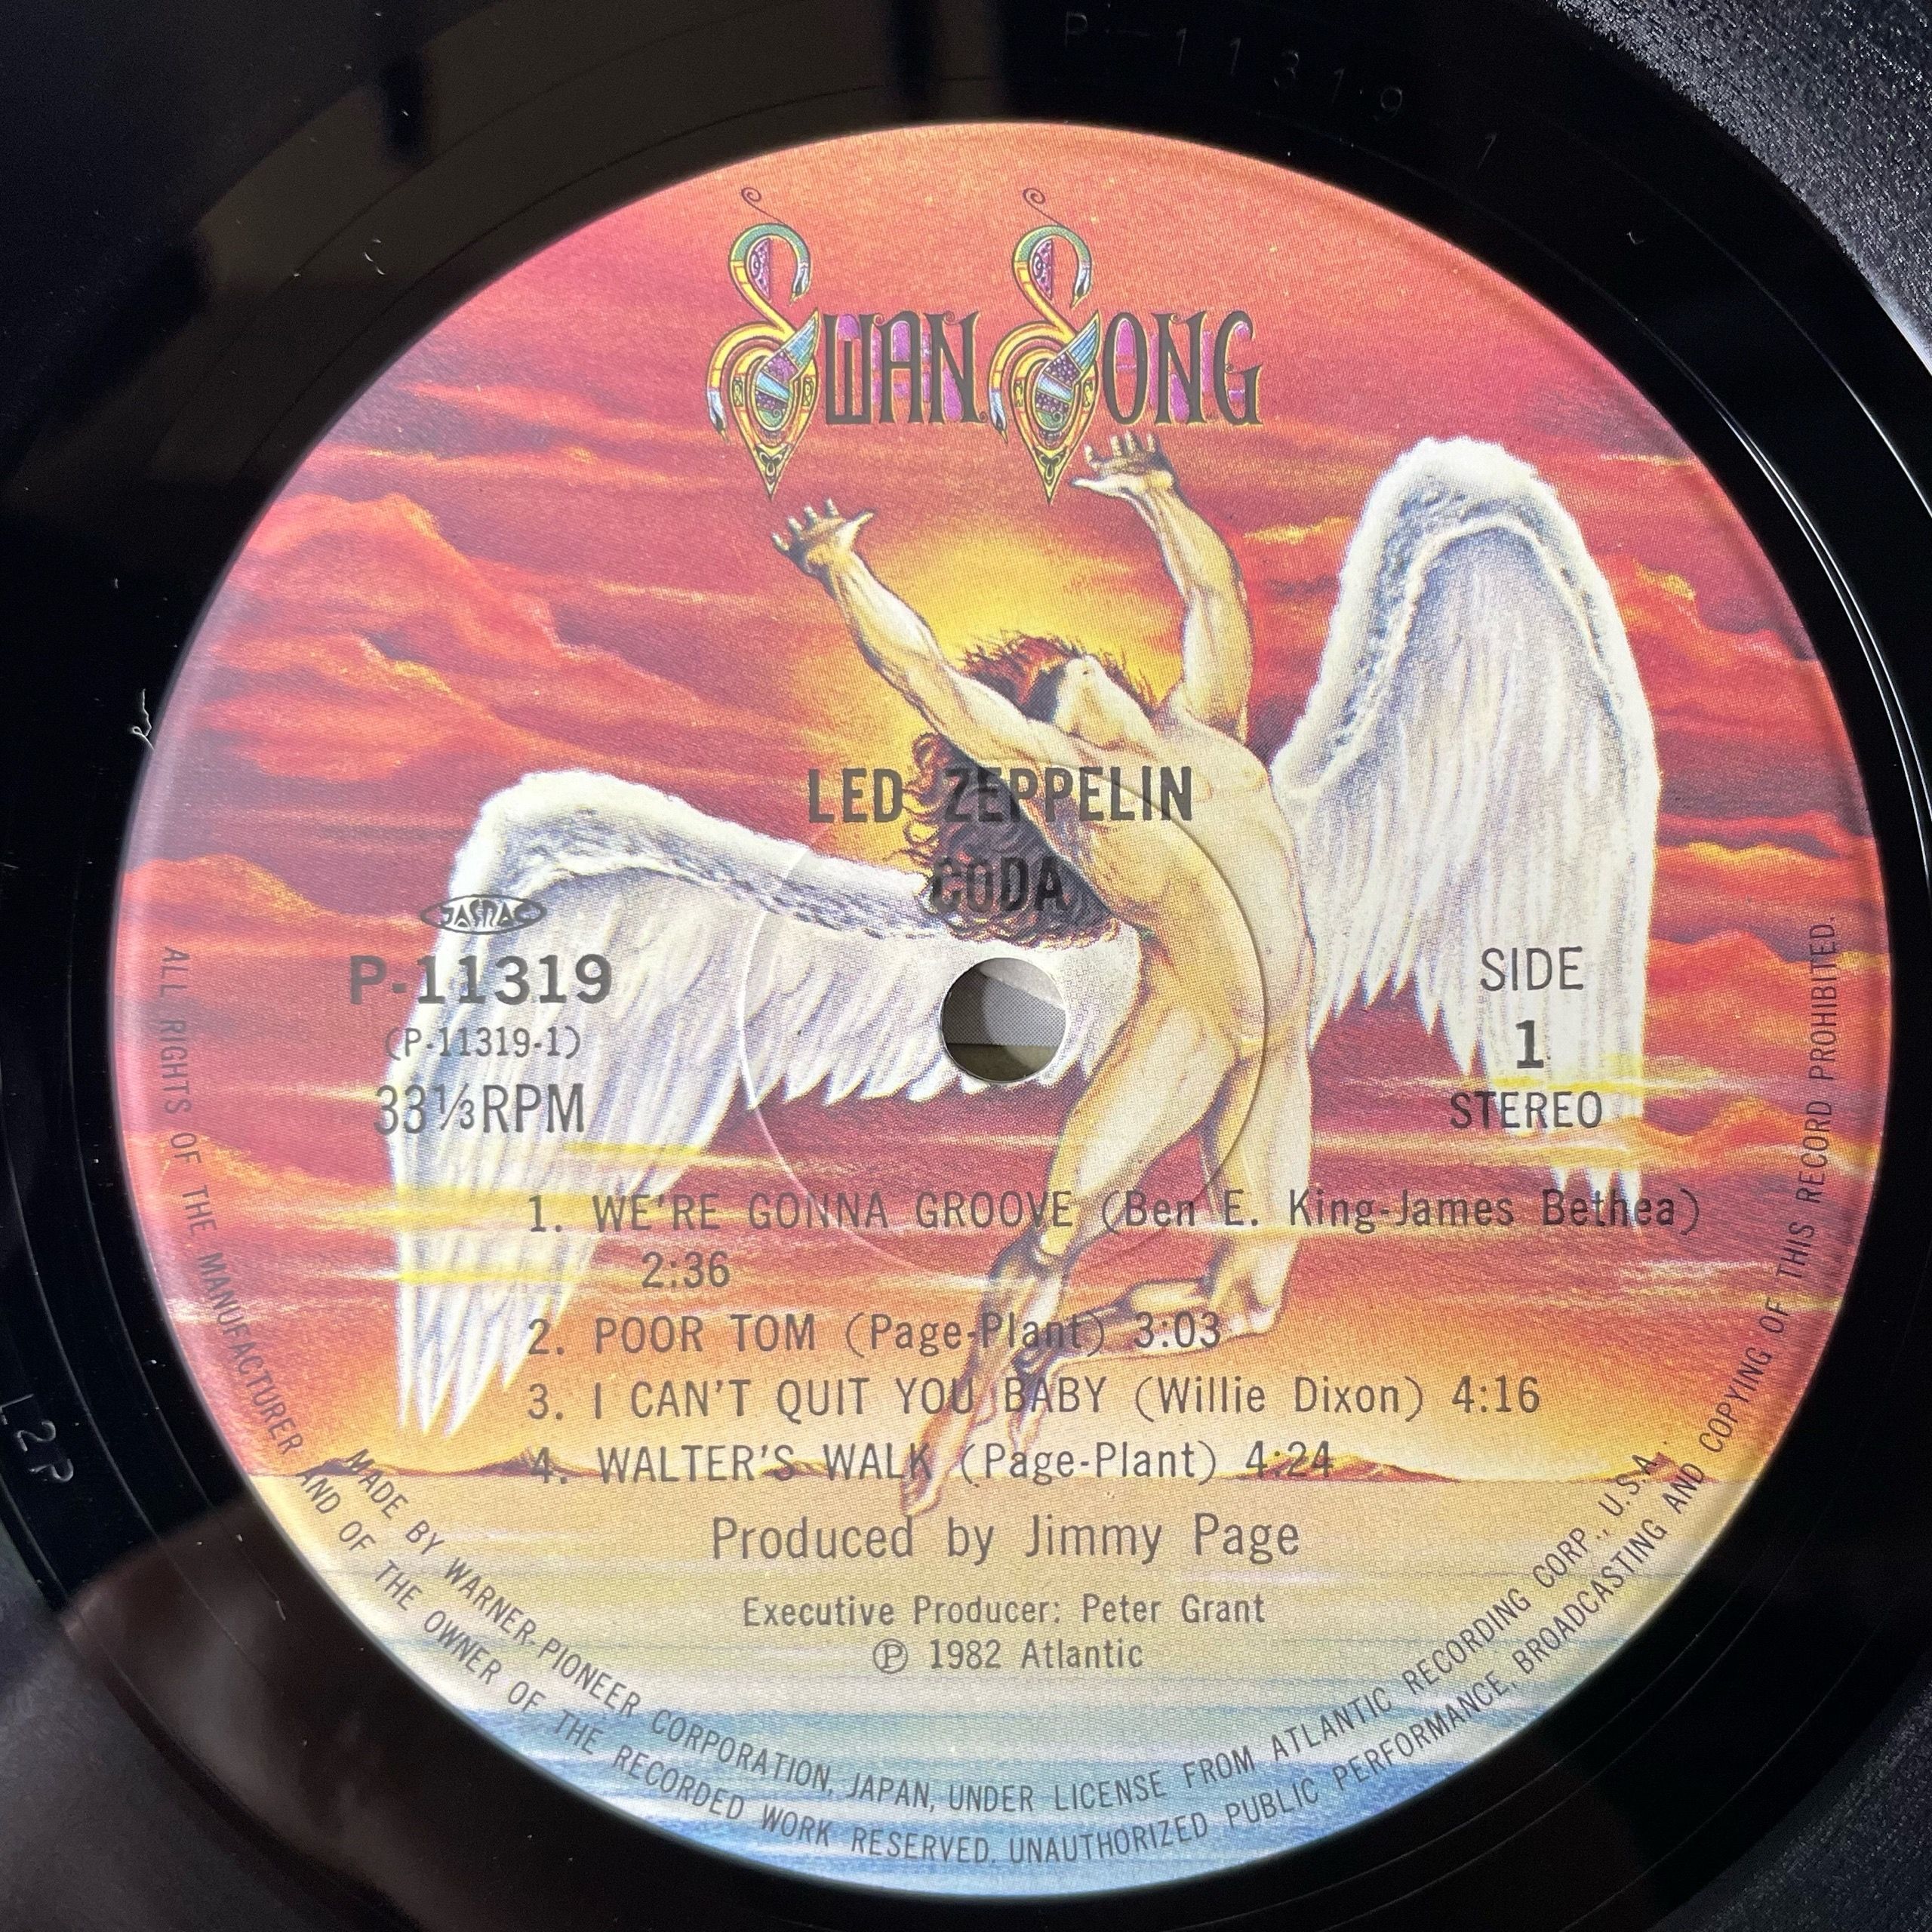 P-11319 1
SWAN SONG
LED ZEPPELIN
CODA
JASRAC
P-11319
(P-11319-1)
33⅓RPM
SIDE
1
STEREO
1. WE'RE GONNA GROOVE (Ben E. King-James Bethea)
2:36
2. POOR TOM (Page-Plant) 3:03
3. I CAN'T QUIT YOU BABY (Willie Dixon) 4:16
4. WALTER'S WALK (Page-Plant) 4:24
Produced by Jimmy Page
Executive Producer: Peter Grant
℗ 1982 Atlantic
MADE BY WARNER-PIONEER CORPORATION, JAPAN, UNDER LICENSE FROM ATLANTIC RECORDING CORP., U.S.A.
ALL RIGHTS OF THE MANUFACTURER AND OF THE OWNER OF THE RECORDED WORK RESERVED. UNAUTHORIZED PUBLIC PERFORMANCE, BROADCASTING AND COPYING OF THIS RECORD PROHIBITED.